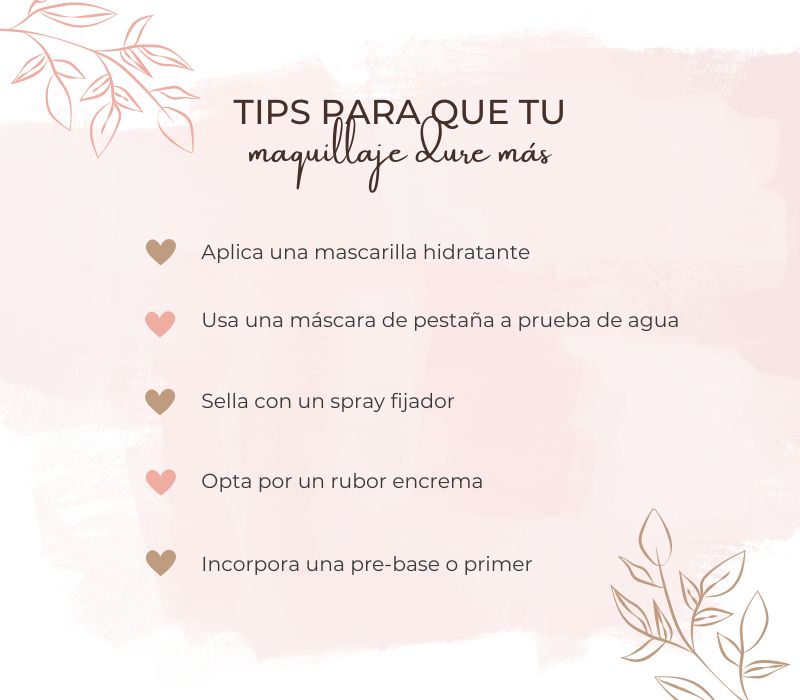 TIPS PARA QUE TU
maquillaje dure más
Aplica una mascarilla hidratante
Usa una máscara de pestaña a prueba de agua
Sella con un spray fijador
Opta por un rubor encrema
Incorpora una pre-base o primer